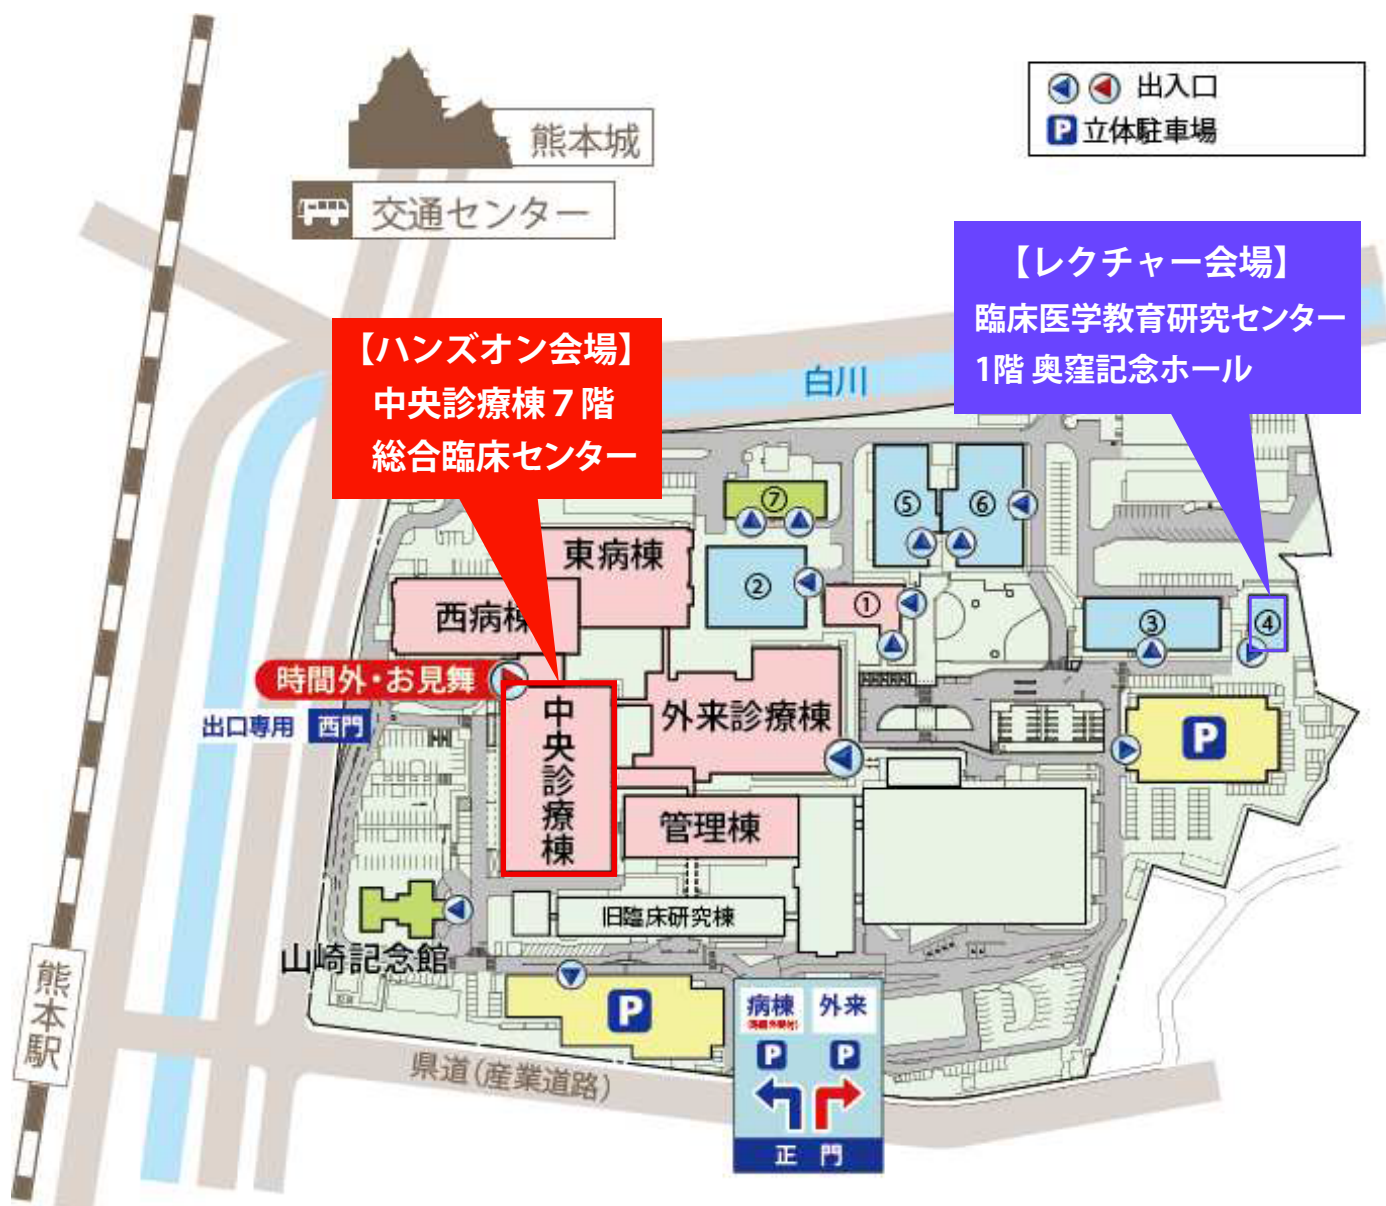 出入口
P 立体駐車場
熊本城
交通センター
【レクチャー会場】
臨床医学教育研究センター
1階 奥窪記念ホール
【ハンズオン会場】
中央診療棟7階
総合臨床センター
白川
⑦
⑤
⑥
東病棟
②
①
西病棟
③
④
時間外・お見舞
中央診療棟
外来診療棟
出口専用 西門
P
管理棟
旧臨床研究棟
山崎記念館
熊本駅
P
病棟 外来
P P
県道(産業道路)
正門